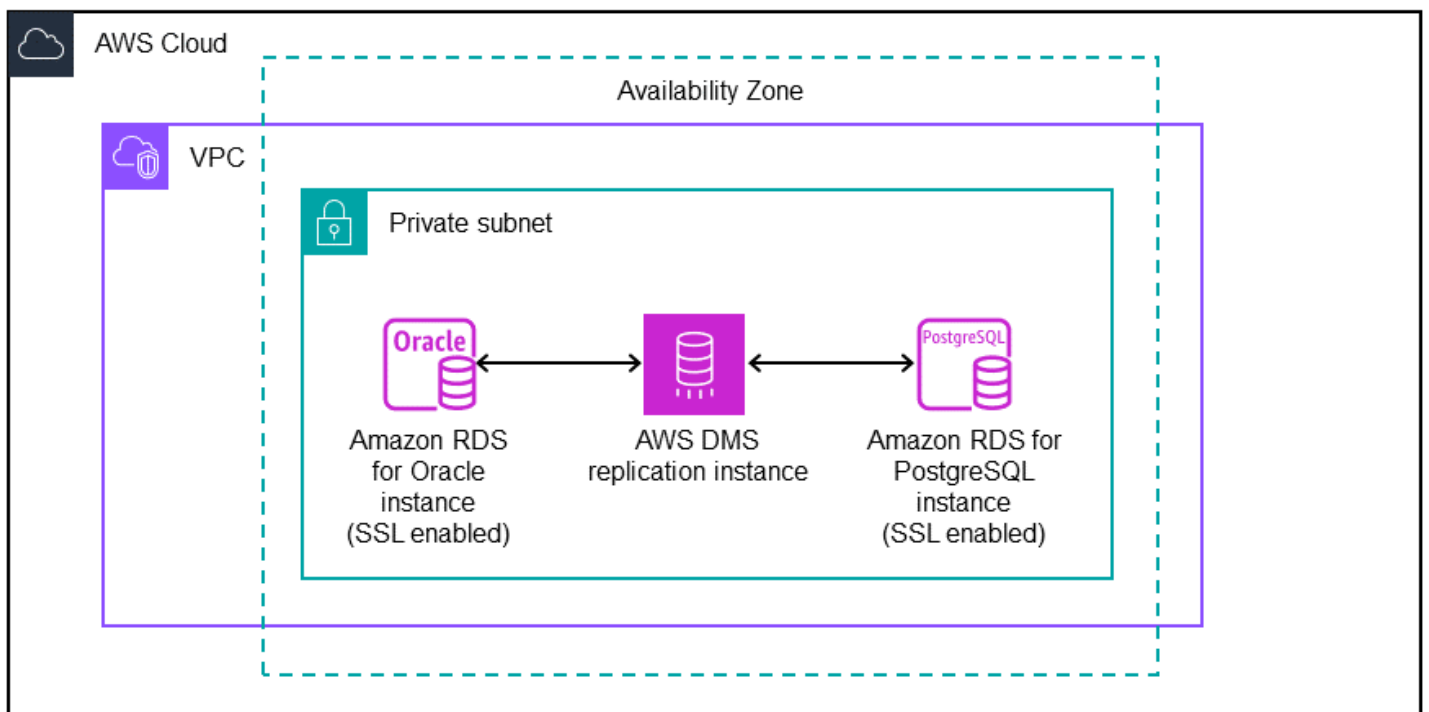 AWS Cloud
Availability Zone
VPC
Private subnet
Oracle
PostgreSQL
Amazon RDS
for Oracle
instance
(SSL enabled)
AWS DMS
replication instance
Amazon RDS for
PostgreSQL
instance
(SSL enabled)